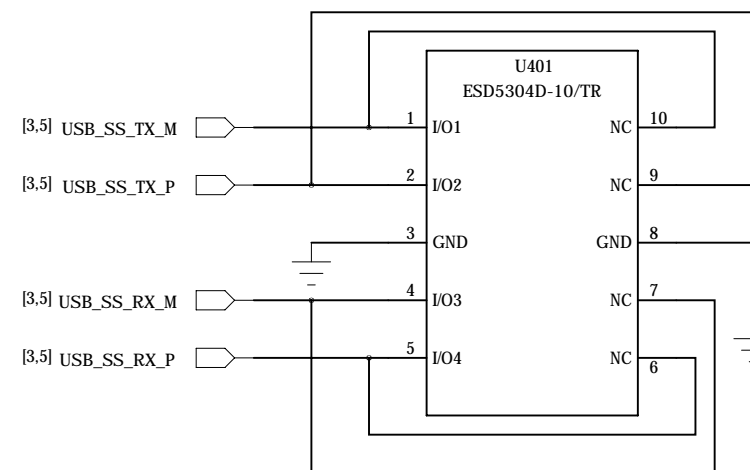 U401
ESD5304D-10/TR
[3,5] USB_SS_TX_M 1 I/O1 NC 10
[3,5] USB_SS_TX_P 2 I/O2 NC 9
3 GND GND 8
[3,5] USB_SS_RX_M 4 I/O3 NC 7
[3,5] USB_SS_RX_P 5 I/O4 NC 6